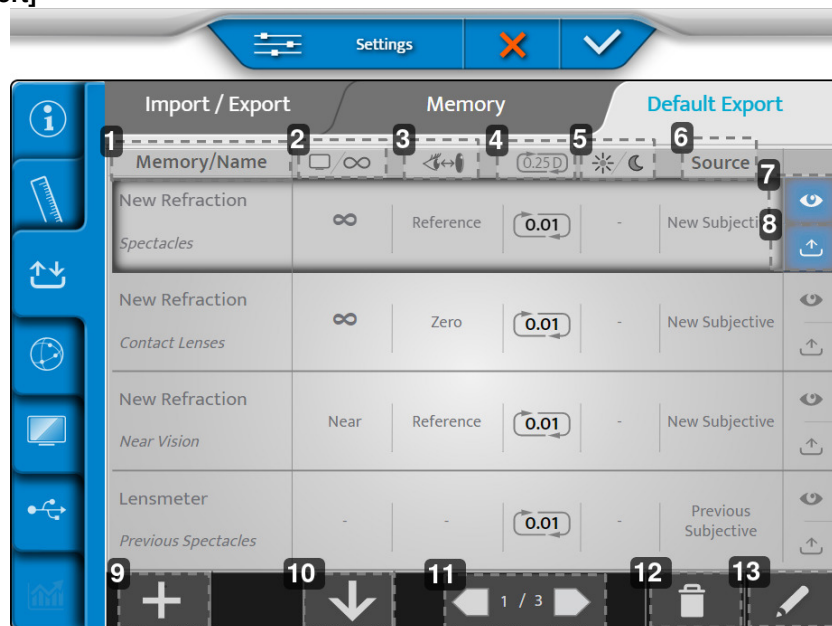 ort]
Settings
Import / Export
Memory
Default Export
1 2 3 4 5 6
Memory/Name 0.25 D Source
7
New Refraction
Spectacles
∞ Reference 0.01 - New Subjecti
8
New Refraction
Contact Lenses
∞ Zero 0.01 - New Subjective
New Refraction
Near Vision
Near Reference 0.01 - New Subjective
Lensmeter
Previous Spectacles
- - 0.01 - Previous
Subjective
9 10 11 12 13
1 / 3